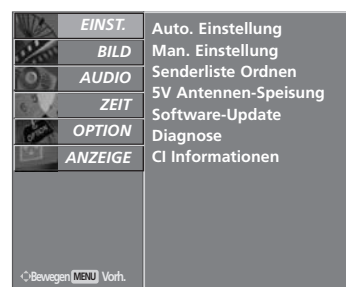 EINST.
BILD
AUDIO
ZEIT
OPTION
ANZEIGE
Auto. Einstellung
Man. Einstellung
Senderliste Ordnen
5V Antennen-Speisung
Software-Update
Diagnose
CI Informationen
Bewegen MENU Vorh.